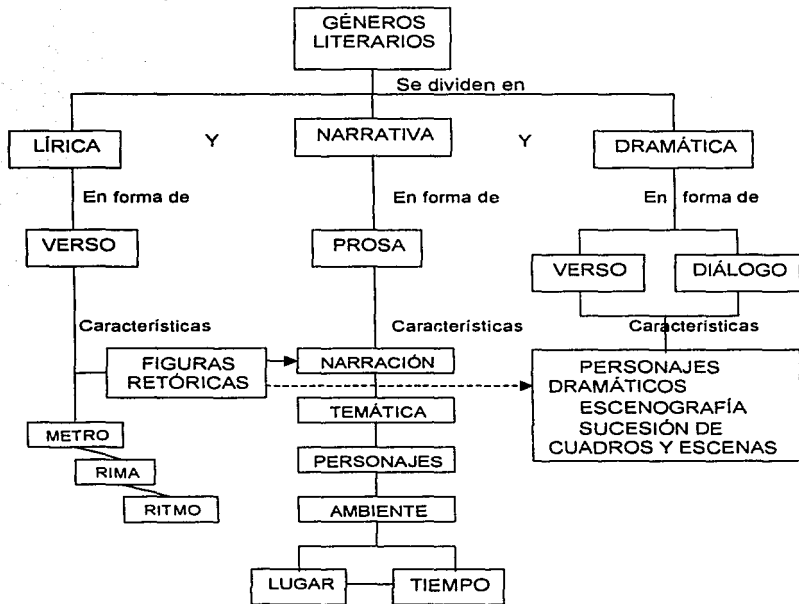 GÉNEROS
LITERARIOS
Se dividen en
LÍRICA
Y
NARRATIVA
Y
DRAMÁTICA
En forma de
En forma de
En forma de
VERSO
PROSA
VERSO
DIÁLOGO
Características
Características
Características
FIGURAS
RETÓRICAS
NARRACIÓN
PERSONAJES
DRAMÁTICOS
ESCENOGRAFÍA
SUCESIÓN DE
CUADROS Y ESCENAS
TEMÁTICA
METRO
PERSONAJES
RIMA
RITMO
AMBIENTE
LUGAR
TIEMPO